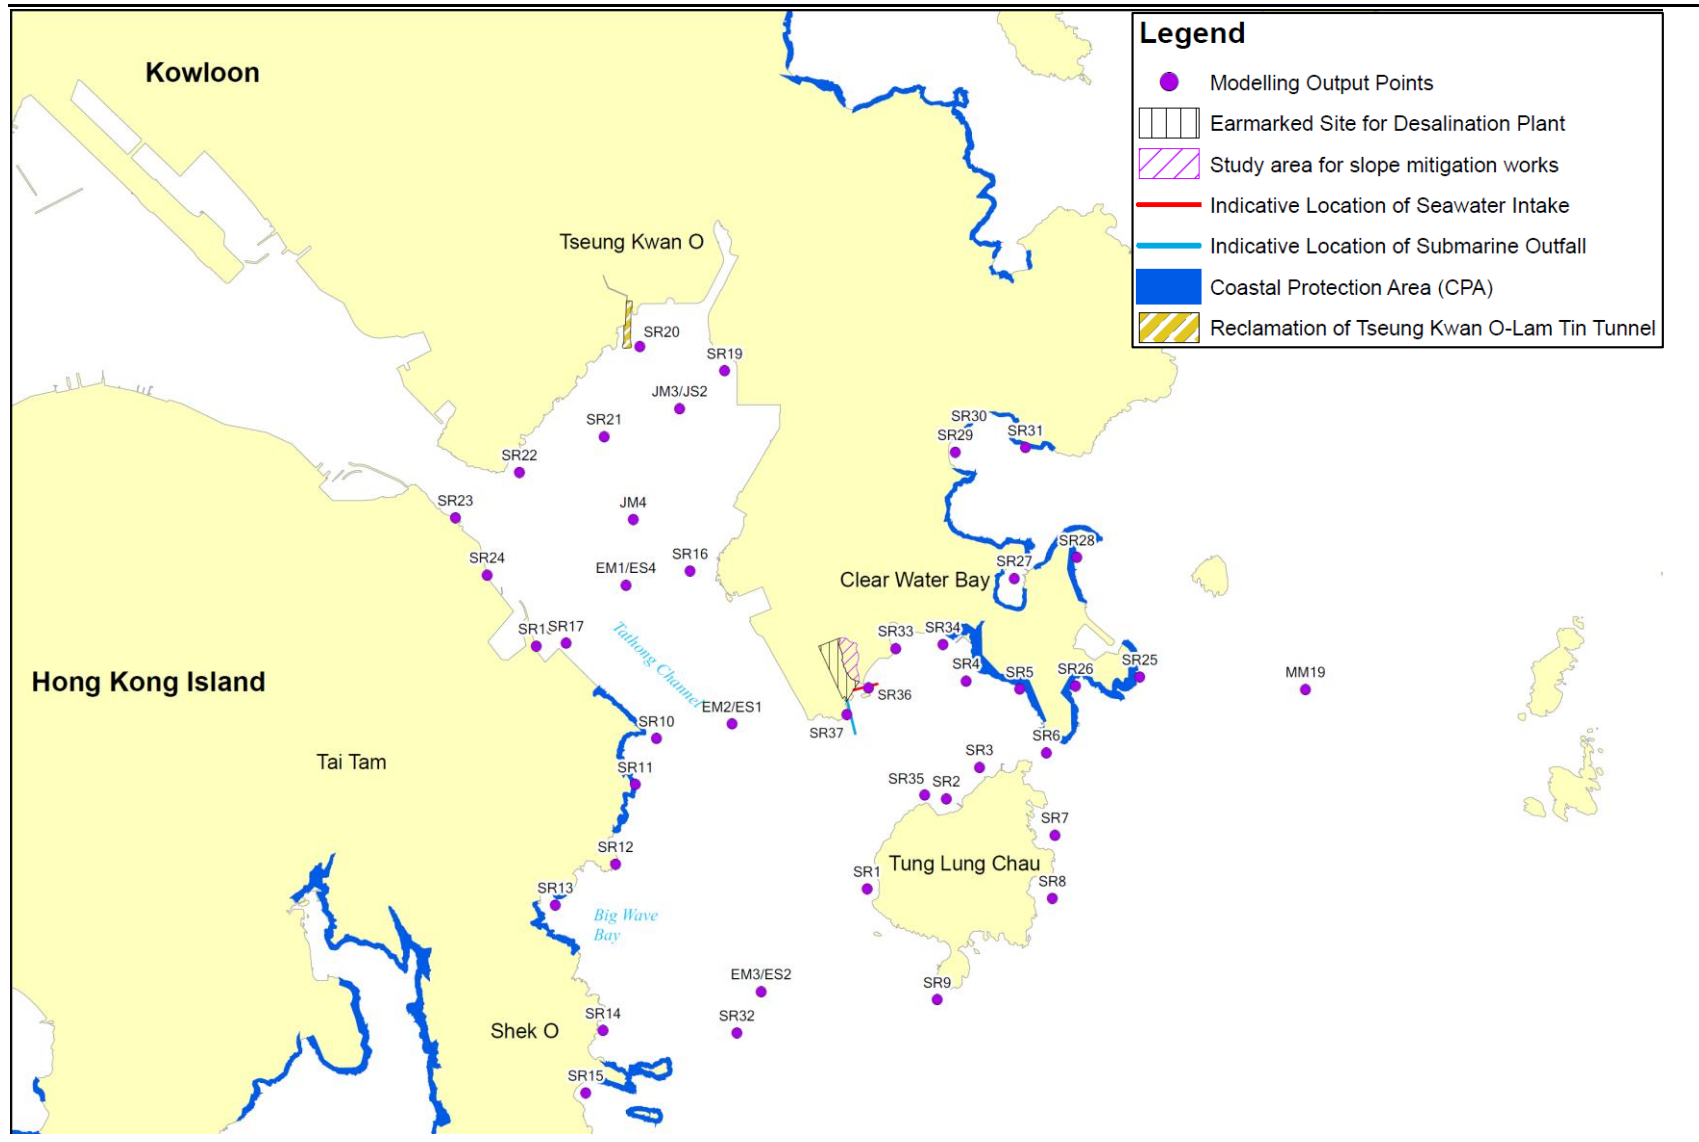 Legend
Modelling Output Points
Earmarked Site for Desalination Plant
Study area for slope mitigation works
Indicative Location of Seawater Intake
Indicative Location of Submarine Outfall
Coastal Protection Area (CPA)
Reclamation of Tseung Kwan O-Lam Tin Tunnel
Kowloon
Tseung Kwan O
SR20
SR19
JM3/JS2
SR21
SR30
SR31
SR29
SR22
SR23
JM4
SR24
SR16
EM1/ES4
SR28
SR27
Clear Water Bay
SR17
SR33
SR34
Tathong Channel
SR4
SR5
SR26
SR25
MM19
Hong Kong Island
SR36
EM2/ES1
SR10
SR37
SR6
Tai Tam
SR11
SR3
SR35
SR2
SR7
SR12
Tung Lung Chau
SR1
SR8
SR13
Big Wave
Bay
EM3/ES2
SR9
SR14
SR32
Shek O
SR15